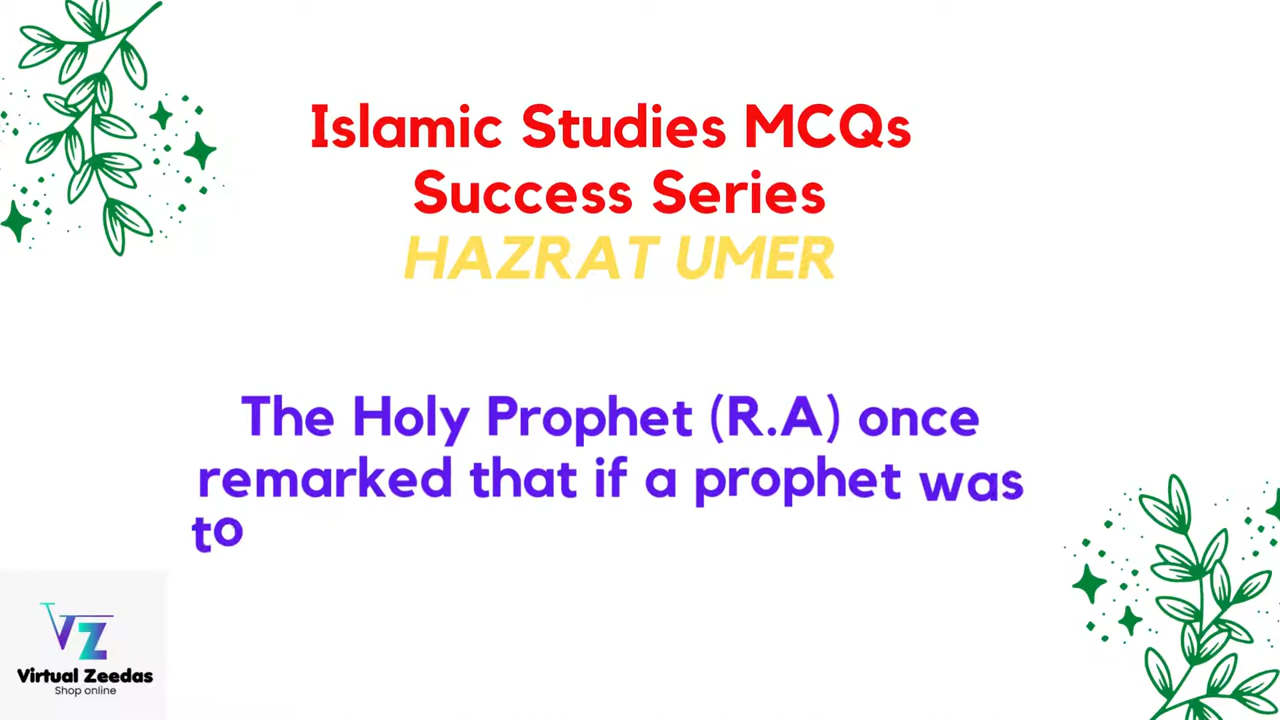 Islamic Studies MCQs
Success Series
HAZRAT UMER
The Holy Prophet (R.A) once
remarked that if a prophet was
to
VZ
Virtual Zeedas
Shop online